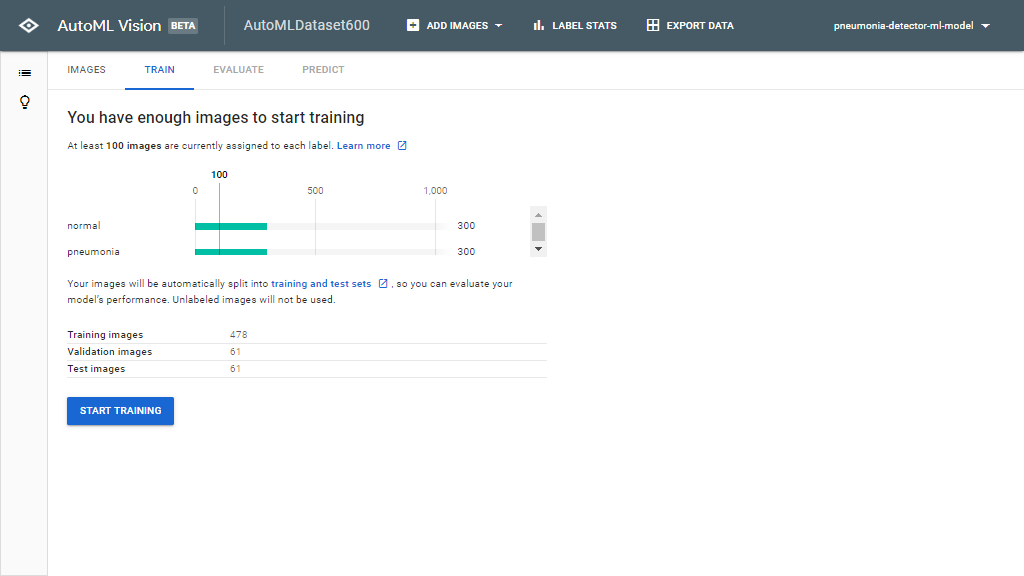 AutoML Vision BETA AutoMLDataset600 ADD IMAGES LABEL STATS EXPORT DATA pneumonia-detector-ml-model
IMAGES TRAIN EVALUATE PREDICT
You have enough images to start training
At least 100 images are currently assigned to each label. Learn more
100
0 500 1,000
normal 300
pneumonia 300
Your images will be automatically split into training and test sets , so you can evaluate your
model's performance. Unlabeled images will not be used.
Training images 478
Validation images 61
Test images 61
START TRAINING